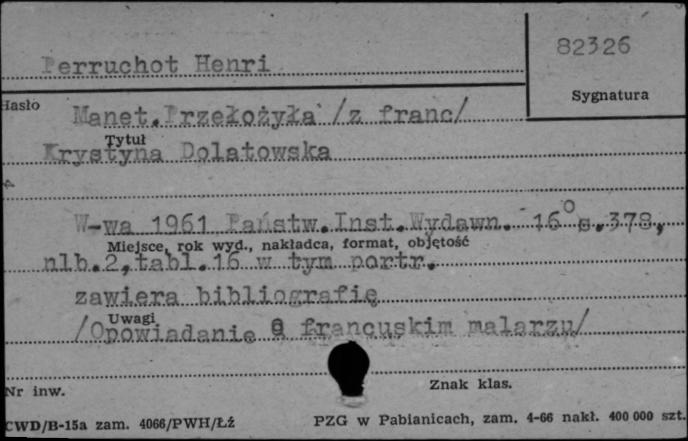 82326
Perruchot Henri
Sygnatura
Hasło
Manet.Przełożyła /z franc/
Tytuł
Krystyna Dolatowska
W-wa 1961 Państw.Inst.Wydawn. 16° s.378,
Miejsce, rok wyd., nakładca, format, objętość
nlb.2,tabl.16 w tym portr.
zawiera bibliografię
Uwagi
/Opowiadanie o francuskim malarzu/
Nr inw.
Znak klas.
CWD/B-15a zam. 4066/PWH/Łź
PZG w Pabianicach, zam. 4-66 nakł. 400 000 szt.